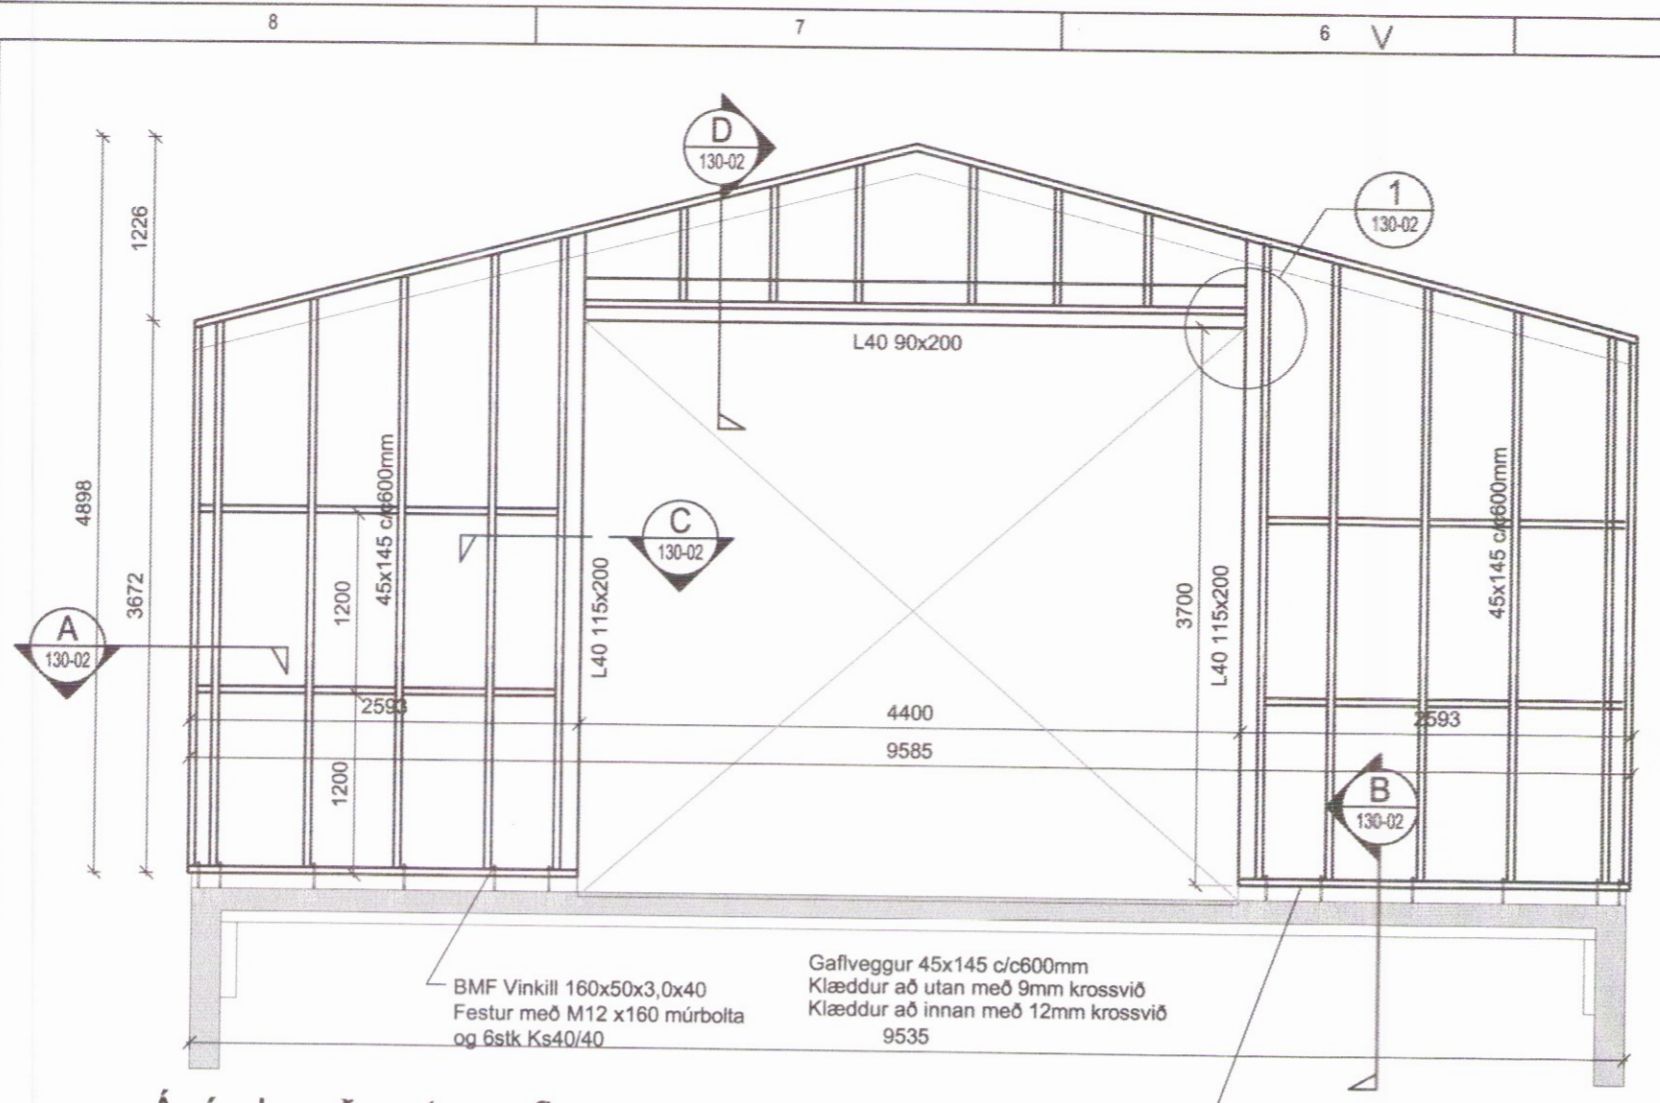 8
7
6
D
130-02
1
130-02
1226
L40 90x200
4898
3672
45x145 c/c600mm
1200
C
130-02
L40 115x200
3700
L40 115x200
45x145 c/c600mm
A
130-02
2593
4400
2593
9585
1200
B
130-02
BMF Vinkill 160x50x3,0x40
Festur með M12 x160 múrbolta
og 6stk Ks40/40
Gaflveggur 45x145 c/c600mm
Klæddur að utan með 9mm krossvið
Klæddur að innan með 12mm krossvið
9535